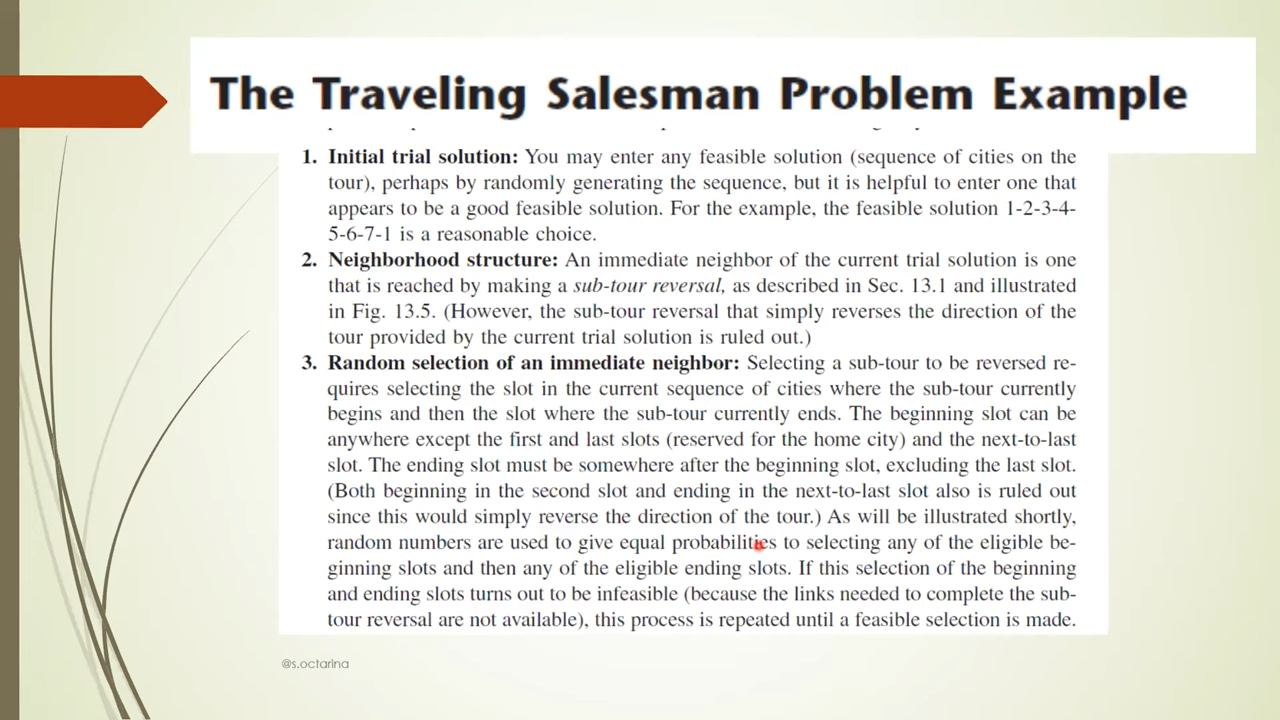 The Traveling Salesman Problem Example
1. Initial trial solution: You may enter any feasible solution (sequence of cities on the
tour), perhaps by randomly generating the sequence, but it is helpful to enter one that
appears to be a good feasible solution. For the example, the feasible solution 1-2-3-4-
5-6-7-1 is a reasonable choice.
2. Neighborhood structure: An immediate neighbor of the current trial solution is one
that is reached by making a sub-tour reversal, as described in Sec. 13.1 and illustrated
in Fig. 13.5. (However, the sub-tour reversal that simply reverses the direction of the
tour provided by the current trial solution is ruled out.)
3. Random selection of an immediate neighbor: Selecting a sub-tour to be reversed re-
quires selecting the slot in the current sequence of cities where the sub-tour currently
begins and then the slot where the sub-tour currently ends. The beginning slot can be
anywhere except the first and last slots (reserved for the home city) and the next-to-last
slot. The ending slot must be somewhere after the beginning slot, excluding the last slot.
(Both beginning in the second slot and ending in the next-to-last slot also is ruled out
since this would simply reverse the direction of the tour.) As will be illustrated shortly,
random numbers are used to give equal probabilities to selecting any of the eligible be-
ginning slots and then any of the eligible ending slots. If this selection of the beginning
and ending slots turns out to be infeasible (because the links needed to complete the sub-
tour reversal are not available), this process is repeated until a feasible selection is made.
@s.octarina